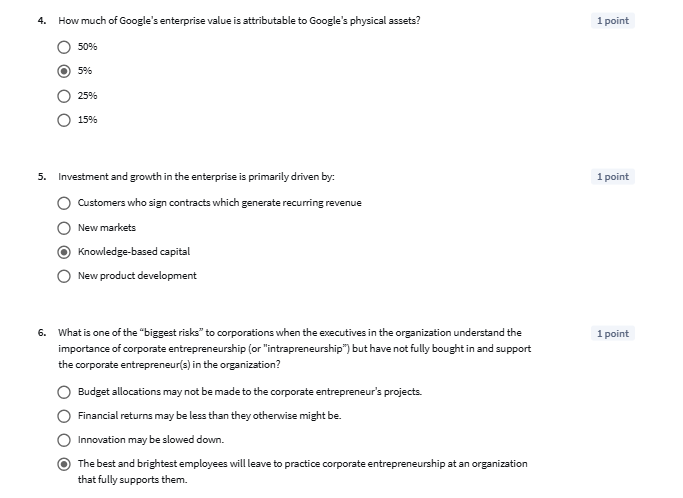 4. How much of Google's enterprise value is attributable to Google's physical assets? 1 point
50%
5%
25%
15%
5. Investment and growth in the enterprise is primarily driven by: 1 point
Customers who sign contracts which generate recurring revenue
New markets
Knowledge-based capital
New product development
6. What is one of the “biggest risks” to corporations when the executives in the organization understand the 1 point
importance of corporate entrepreneurship (or "intrapreneurship”) but have not fully bought in and support
the corporate entrepreneur(s) in the organization?
Budget allocations may not be made to the corporate entrepreneur’s projects.
Financial returns may be less than they otherwise might be.
Innovation may be slowed down.
The best and brightest employees will leave to practice corporate entrepreneurship at an organization
that fully supports them.